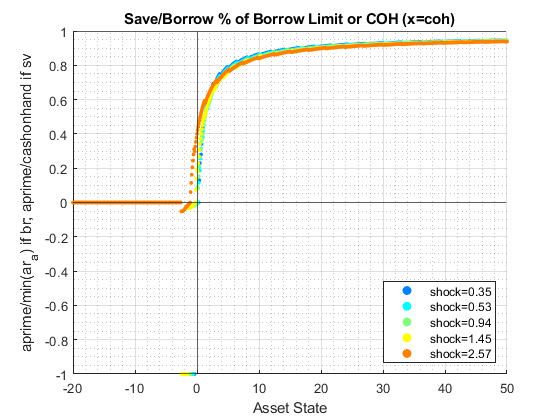 Save/Borrow % of Borrow Limit or COH (x=coh)
aprime/min(ar_a) if br; aprime/cashonhand if sv
1
0.8
0.6
0.4
0.2
0
-0.2
-0.4
-0.6
-0.8
-1
shock=0.35
shock=0.53
shock=0.94
shock=1.45
shock=2.57
-20 -10 0 10 20 30 40 50
Asset State